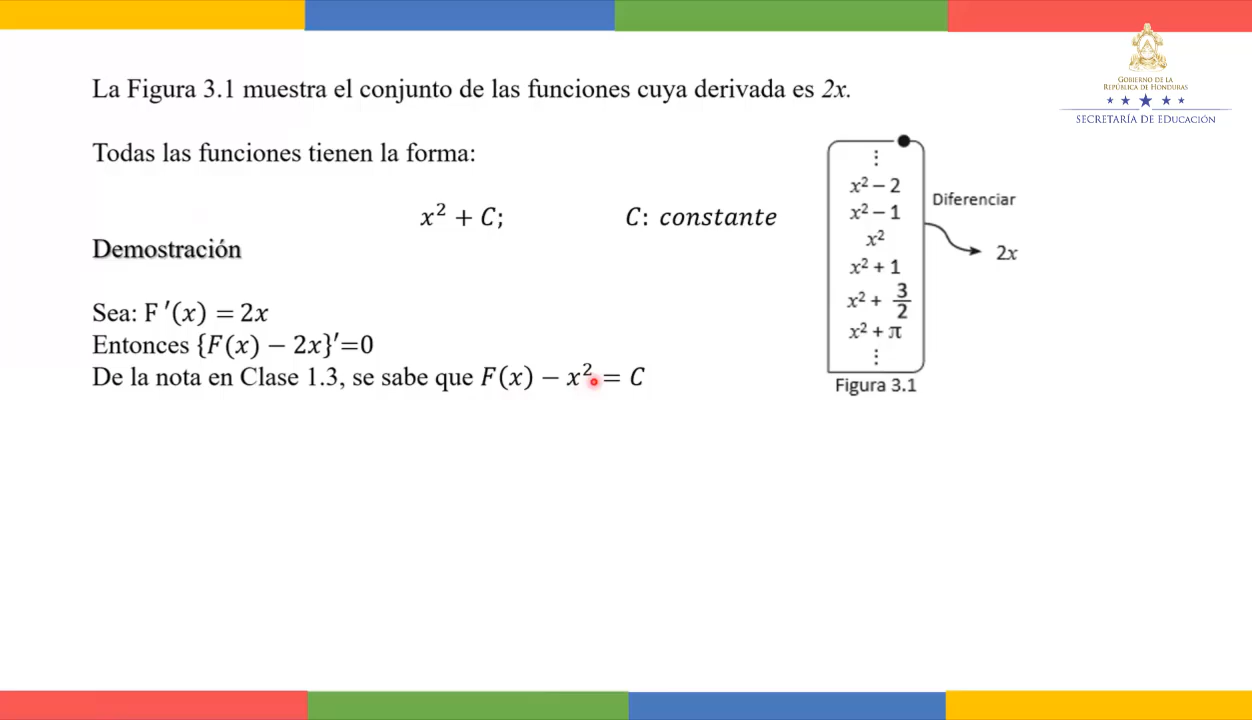 GOBIERNO DE LA
REPÚBLICA DE HONDURAS
SECRETARÍA DE EDUCACIÓN
La Figura 3.1 muestra el conjunto de las funciones cuya derivada es 2x.
Todas las funciones tienen la forma:
x² + C; C: constante
Demostración
Sea: F ′(x) = 2x
Entonces {F(x) − 2x}′=0
De la nota en Clase 1.3, se sabe que F(x) − x² = C
⋮
x² − 2
x² − 1
x²
x² + 1
x² + 3/2
x² + π
⋮
Diferenciar
2x
Figura 3.1